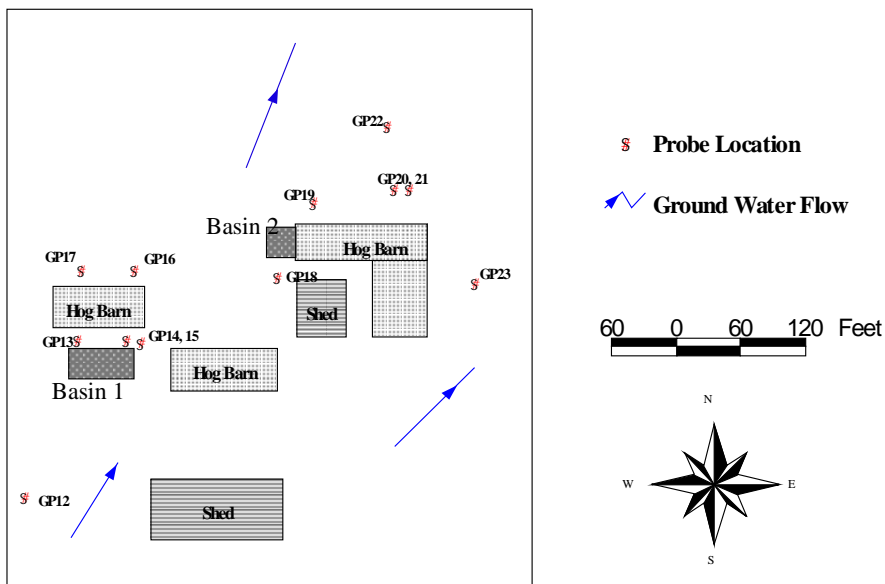 GP22
GP20, 21
GP19
Basin 2
Hog Barn
GP17
GP16
GP18
GP23
Hog Barn
Shed
GP13
GP14, 15
Hog Barn
Basin 1
GP12
Shed
Probe Location
Ground Water Flow
60 0 60 120 Feet
N
W E
S